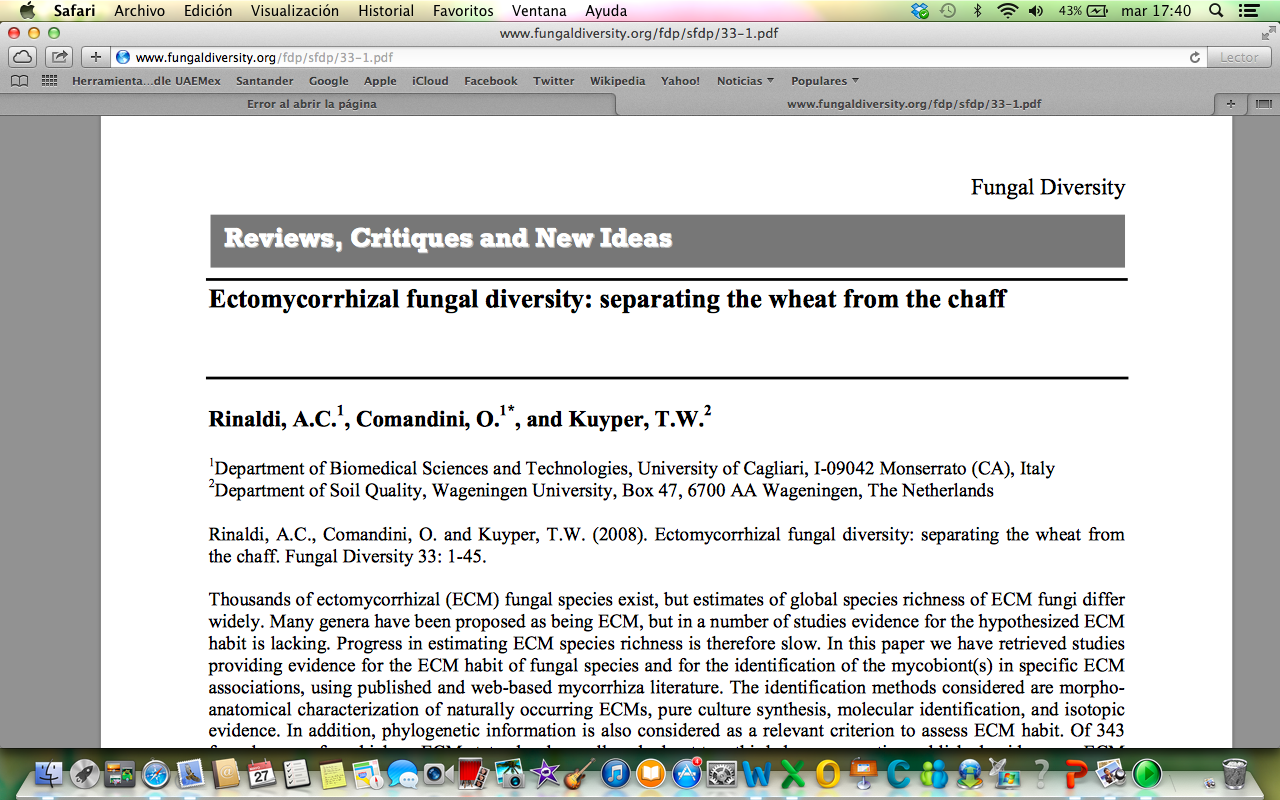 Safari Archivo Edición Visualización Historial Favoritos Ventana Ayuda 43% mar 17:40
www.fungaldiversity.org/fdp/sfdp/33-1.pdf
www.fungaldiversity.org/fdp/sfdp/33-1.pdf Lector
Herramienta...dle UAEMex Santander Google Apple iCloud Facebook Twitter Wikipedia Yahoo! Noticias Populares
Error al abrir la página www.fungaldiversity.org/fdp/sfdp/33-1.pdf
Fungal Diversity
Reviews, Critiques and New Ideas
Ectomycorrhizal fungal diversity: separating the wheat from the chaff
Rinaldi, A.C.1, Comandini, O.1*, and Kuyper, T.W.2
1Department of Biomedical Sciences and Technologies, University of Cagliari, I-09042 Monserrato (CA), Italy
2Department of Soil Quality, Wageningen University, Box 47, 6700 AA Wageningen, The Netherlands
Rinaldi, A.C., Comandini, O. and Kuyper, T.W. (2008). Ectomycorrhizal fungal diversity: separating the wheat from
the chaff. Fungal Diversity 33: 1-45.
Thousands of ectomycorrhizal (ECM) fungal species exist, but estimates of global species richness of ECM fungi differ
widely. Many genera have been proposed as being ECM, but in a number of studies evidence for the hypothesized ECM
habit is lacking. Progress in estimating ECM species richness is therefore slow. In this paper we have retrieved studies
providing evidence for the ECM habit of fungal species and for the identification of the mycobiont(s) in specific ECM
associations, using published and web-based mycorrhiza literature. The identification methods considered are morpho-
anatomical characterization of naturally occurring ECMs, pure culture synthesis, molecular identification, and isotopic
evidence. In addition, phylogenetic information is also considered as a relevant criterion to assess ECM habit. Of 343
27